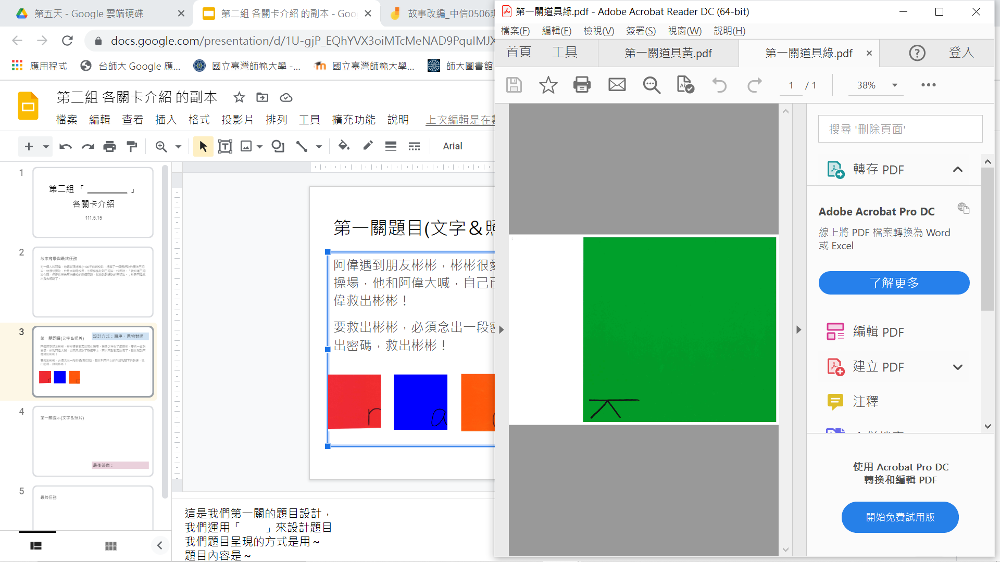 第五天 - Google 雲端硬碟
第二組 各關卡介紹 的副本 - Goo
故事改編_中信0506珼
docs.google.com/presentation/d/1U-gjP_EQhYVX3oiMTcMeNAD9PquIMJX
應用程式
台師大 Google 應...
國立臺灣師範大學 -...
國立臺灣師範大學...
師大圖書館
第二組 各關卡介紹 的副本
檔案 編輯 查看 插入 格式 投影片 排列 工具 擴充功能 說明 上次編輯是在
Arial
1
第二組 「 ________ 」
各關卡介紹
111.5.15
2
故事背景與最終任務
3
第一關題目(文字&照片)
設計方式：順序、景物對照
4
第一關提示(文字&照片)
最後答案：
5
最終任務
第一關題目(文字&照
阿偉遇到朋友彬彬，彬彬很愛
操場，他和阿偉大喊，自己已
偉救出彬彬！
要救出彬彬，必須念出一段密
出密碼，救出彬彬！
r
a
這是我們第一關的題目設計，
我們運用「　　」來設計題目
我們題目呈現的方式是用~
題目內容是~
第一關道具綠.pdf - Adobe Acrobat Reader DC (64-bit)
檔案(F) 編輯(E) 檢視(V) 簽署(S) 視窗(W) 說明(H)
首頁 工具 第一關道具黃.pdf 第一關道具綠.pdf 登入
1 / 1 38%
搜尋 '刪除頁面'
轉存 PDF
Adobe Acrobat Pro DC
線上將 PDF 檔案轉換為 Word
或 Excel
了解更多
編輯 PDF
建立 PDF
注釋
使用 Acrobat Pro DC
轉換和編輯 PDF
開始免費試用版